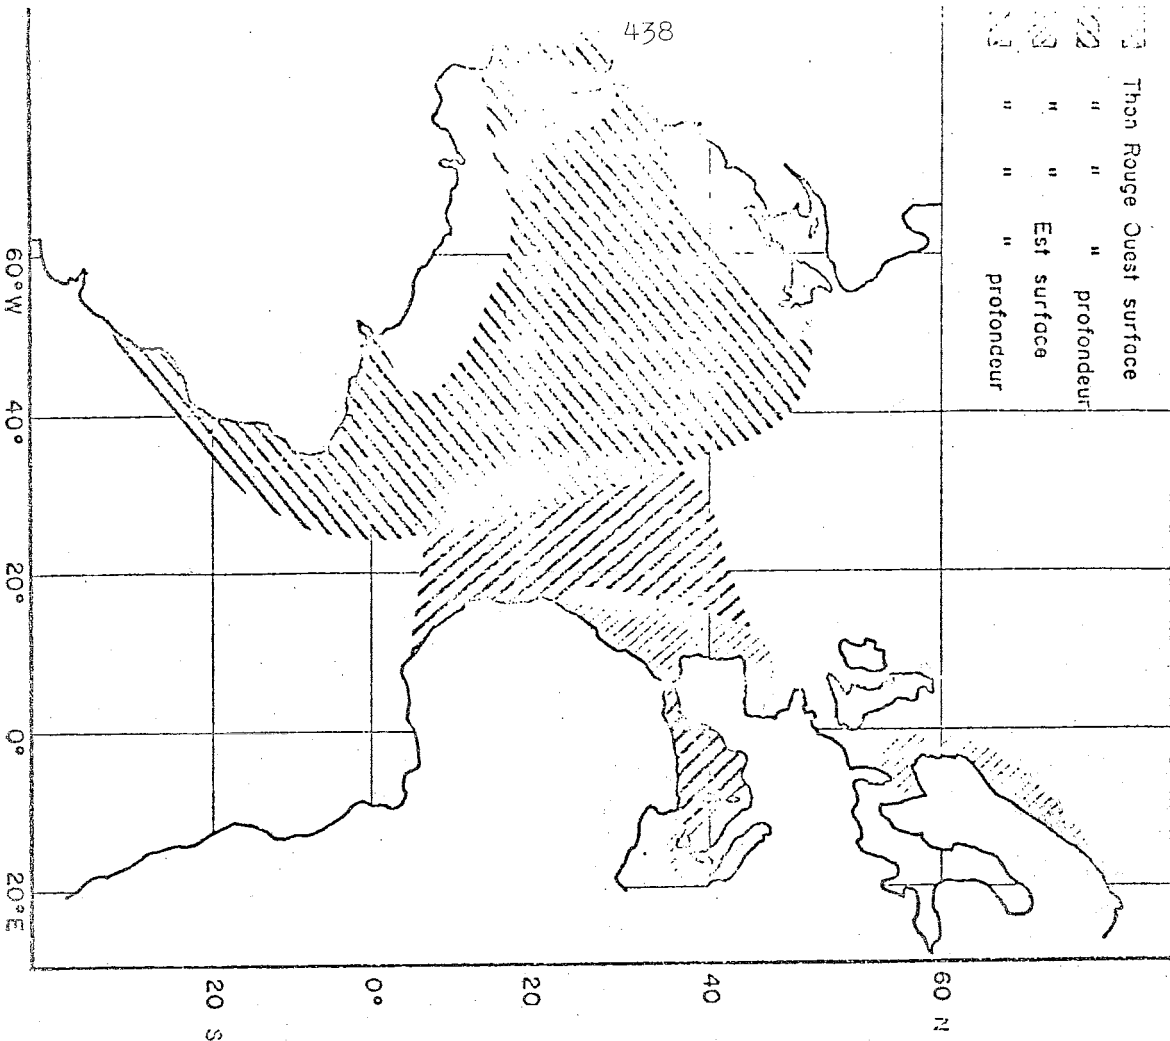 438
Thon Rouge Ouest surface
" " " profondeur
" " Est surface
" " " profondeur
60°W
40°
20°
0°
20°E
20 S
0°
20
40
60 N